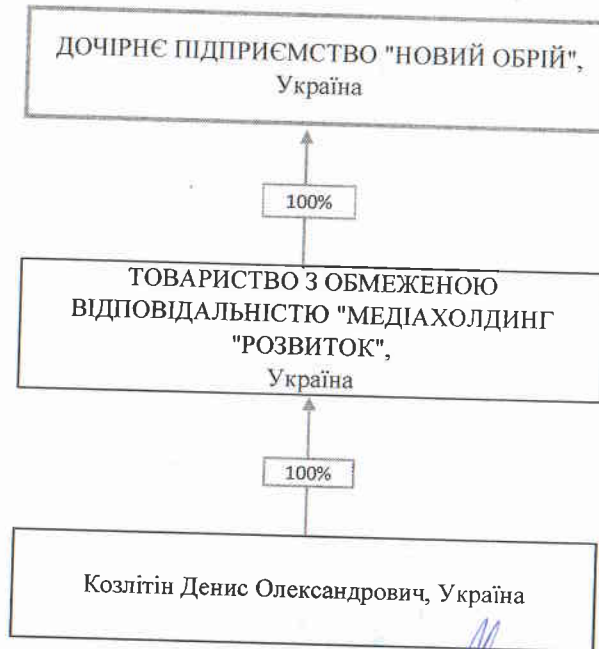 ДОЧІРНЄ ПІДПРИЄМСТВО "НОВИЙ ОБРІЙ",
Україна
100%
ТОВАРИСТВО З ОБМЕЖЕНОЮ
ВІДПОВІДАЛЬНІСТЮ "МЕДІАХОЛДИНГ
"РОЗВИТОК",
Україна
100%
Козлітін Денис Олександрович, Україна